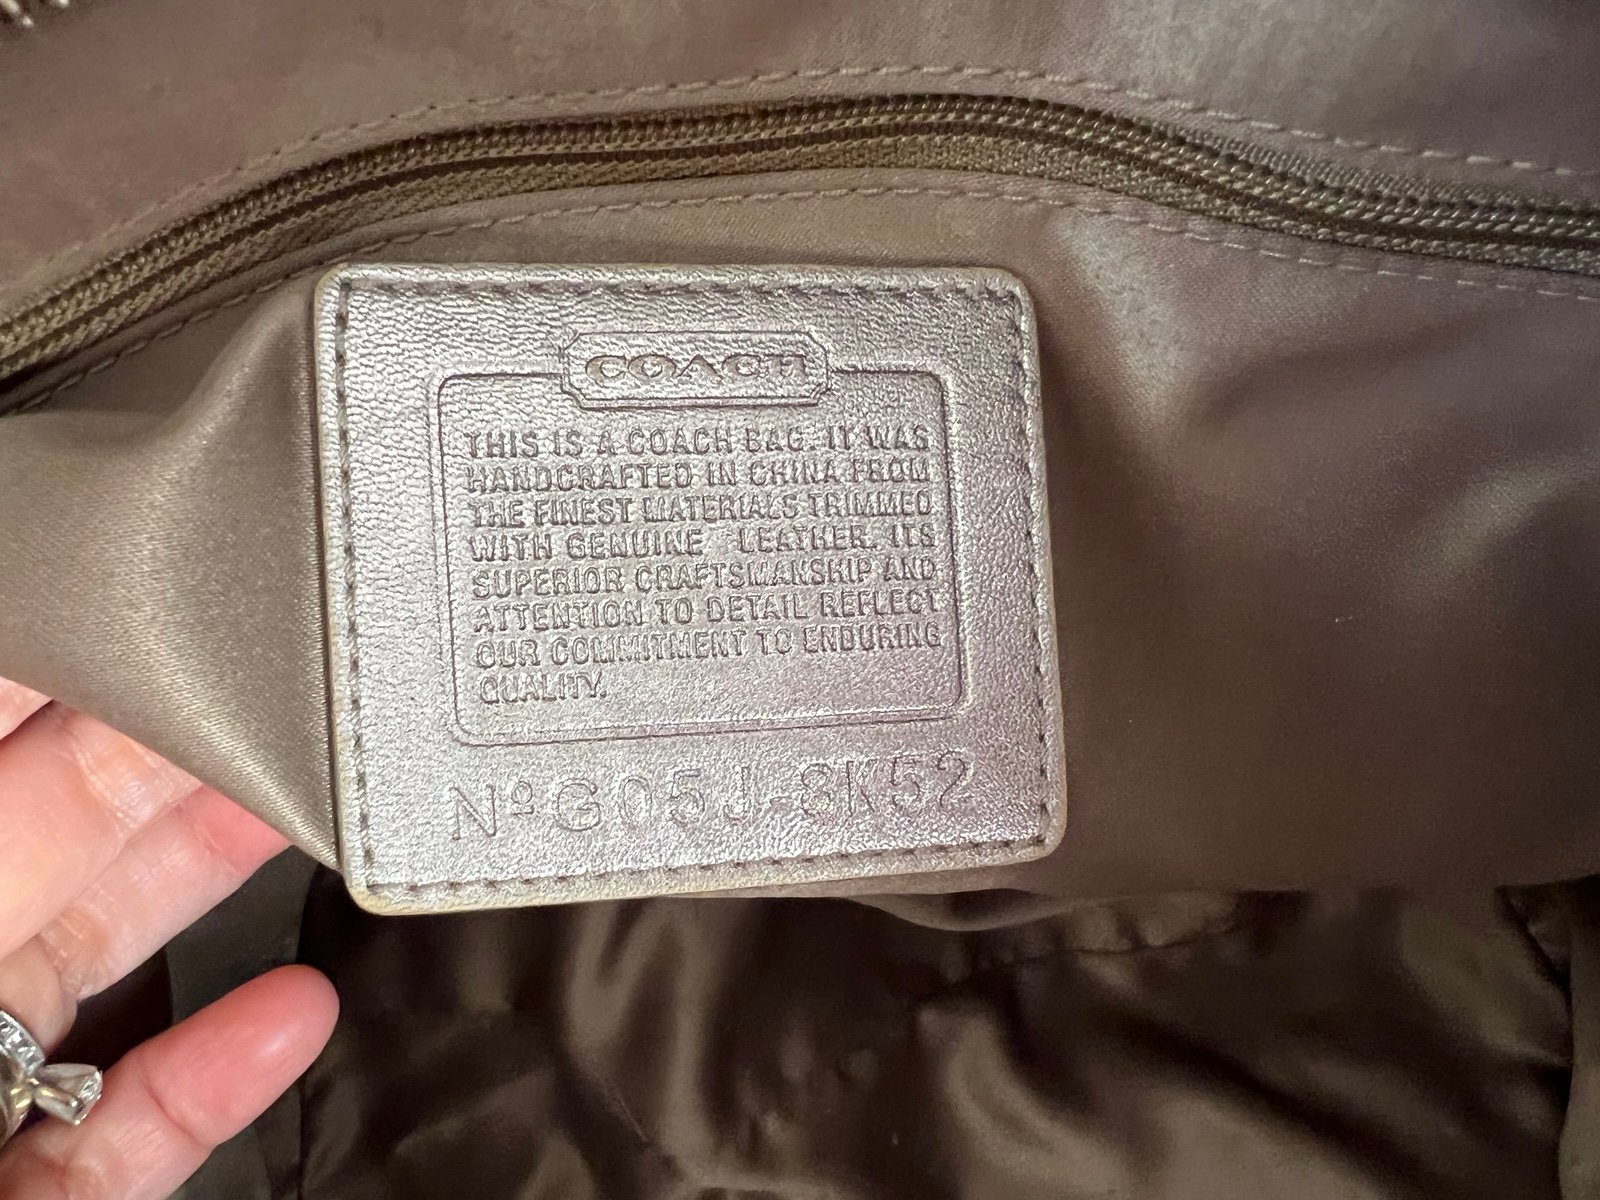 COACH
THIS IS A COACH BAG. IT WAS
HANDCRAFTED IN CHINA FROM
THE FINEST MATERIALS TRIMMED
WITH GENUINE LEATHER. ITS
SUPERIOR CRAFTSMANSHIP AND
ATTENTION TO DETAIL REFLECT
OUR COMMITMENT TO ENDURING
QUALITY.
Nº G05J-8K52